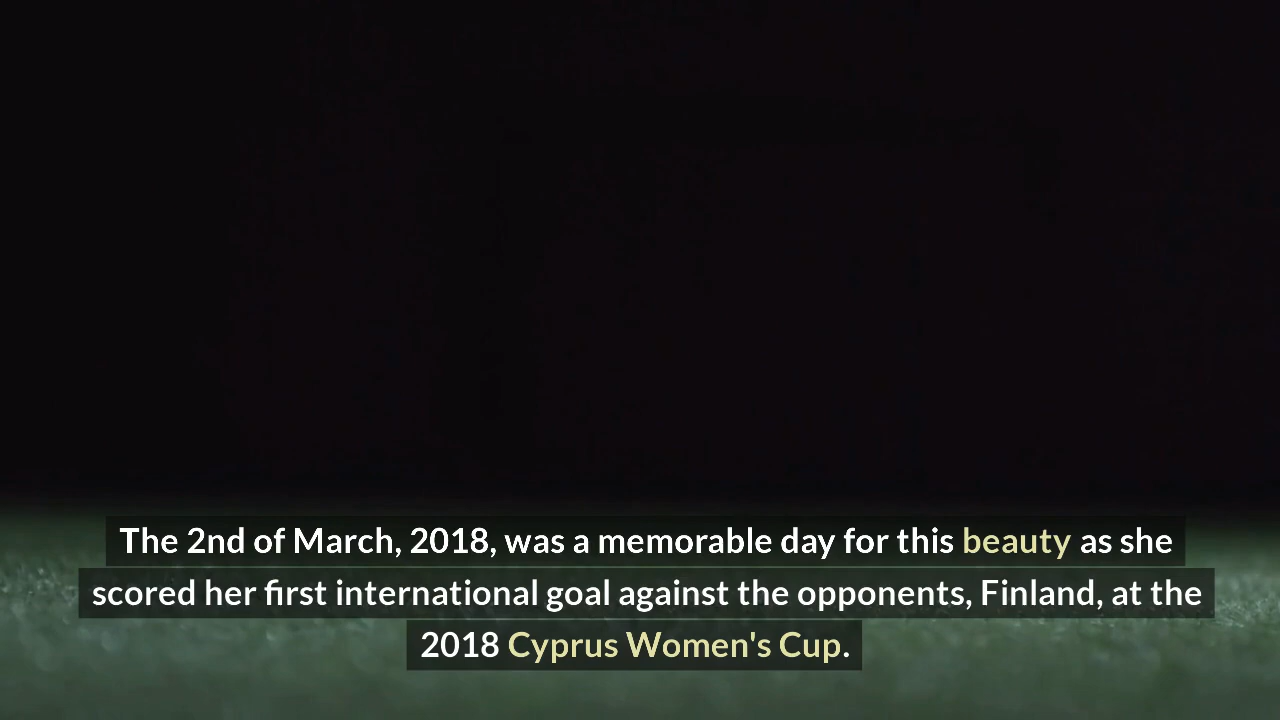 The 2nd of March, 2018, was a memorable day for this beauty as she
scored her first international goal against the opponents, Finland, at the
2018 Cyprus Women's Cup.